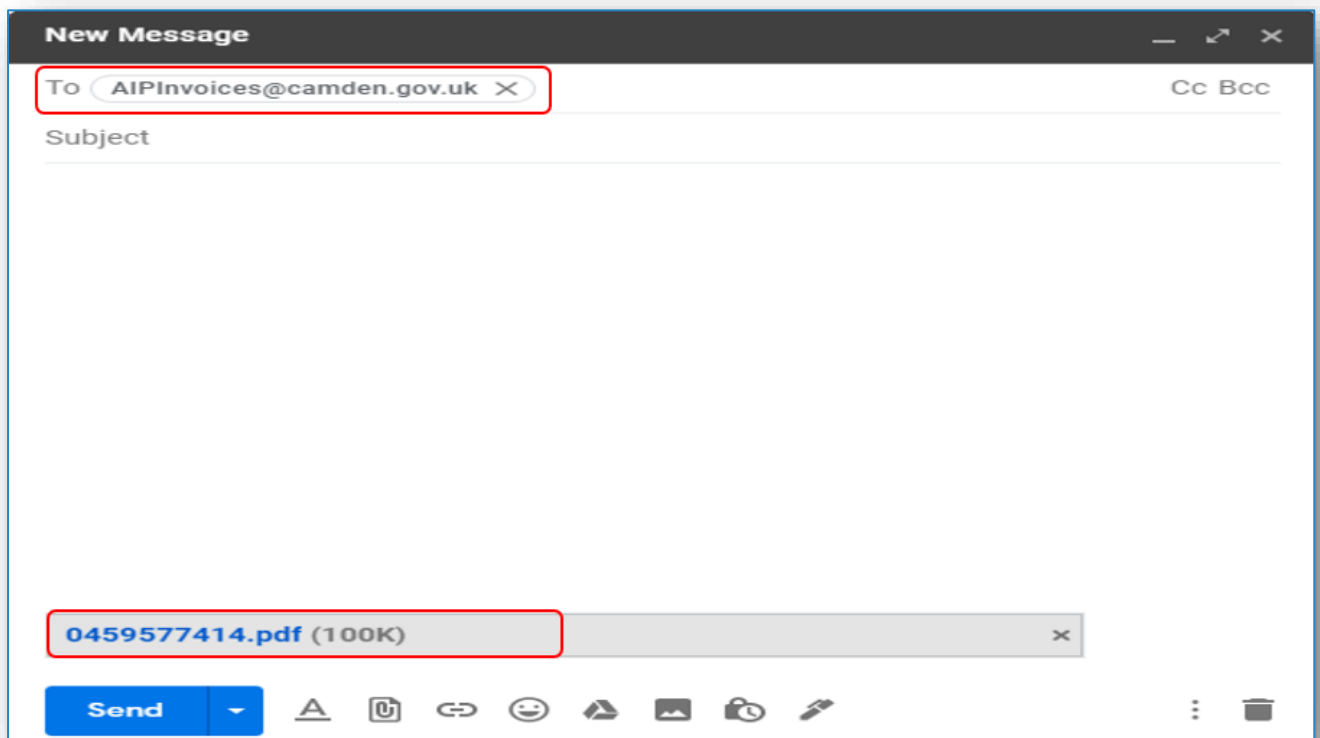 New Message
To AIPInvoices@camden.gov.uk Cc Bcc
Subject
0459577414.pdf (100K)
Send